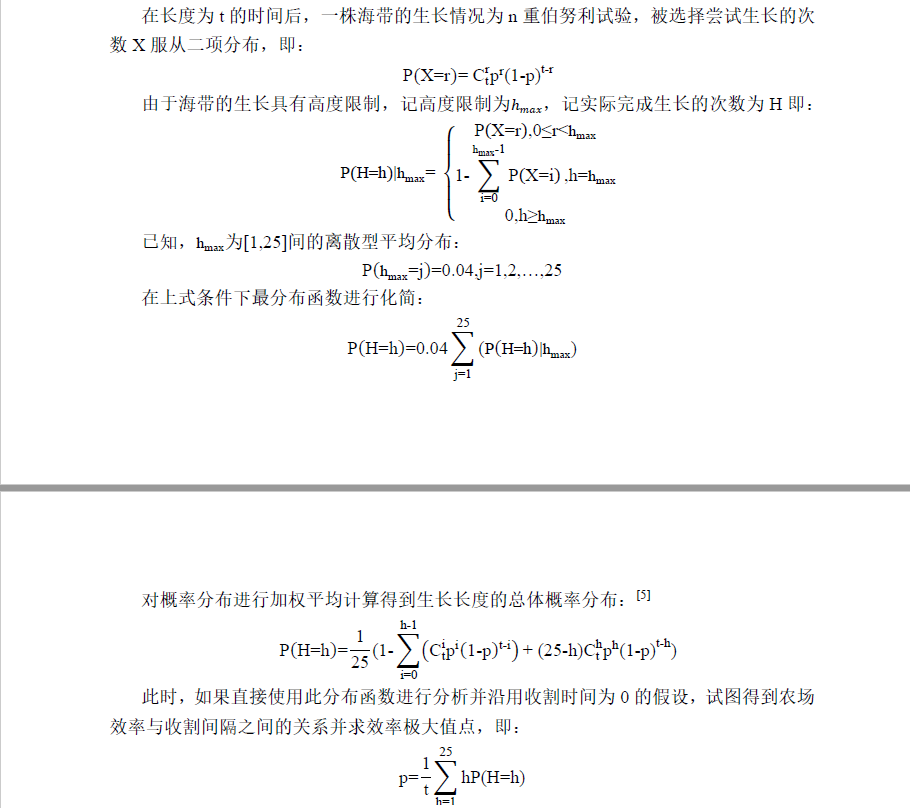 在长度为 t 的时间后，一株海带的生长情况为 n 重伯努利试验，被选择尝试生长的次
数 X 服从二项分布，即：
P(X=r)= C_t^r p^r(1-p)^{t-r}
由于海带的生长具有高度限制，记高度限制为h_{max}，记实际完成生长的次数为 H 即：
P(H=h)|h_{max}= { P(X=r),0≤r<h_{max}
1- \sum_{i=0}^{h_{max}-1} P(X=i) ,h=h_{max}
0,h≥h_{max}
已知，h_{max}为[1,25]间的离散型平均分布：
P(h_{max}=j)=0.04,j=1,2,…,25
在上式条件下最分布函数进行化简：
P(H=h)=0.04 \sum_{j=1}^{25} (P(H=h)|h_{max})
对概率分布进行加权平均计算得到生长长度的总体概率分布：[5]
P(H=h)= \frac{1}{25} (1- \sum_{i=0}^{h-1} (C_t^i p^i(1-p)^{t-i}) + (25-h)C_t^h p^h(1-p)^{t-h})
此时，如果直接使用此分布函数进行分析并沿用收割时间为 0 的假设，试图得到农场
效率与收割间隔之间的关系并求效率极大值点，即：
p= \frac{1}{t} \sum_{h=1}^{25} hP(H=h)